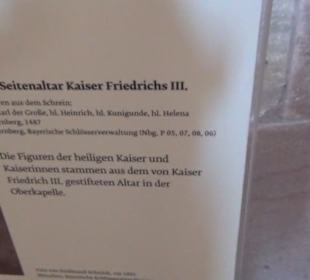 Seitenaltar Kaiser Friedrichs III.
en aus dem Schrein:
arl der Große, hl. Heinrich, hl. Kunigunde, hl. Helena
rnberg, 1487
rnberg, Bayerische Schlösserverwaltung (Nbg. P 05, 07, 08, 06)
Die Figuren der heiligen Kaiser und
Kaiserinnen stammen aus dem von Kaiser
Friedrich III. gestifteten Altar in der
Oberkapelle.